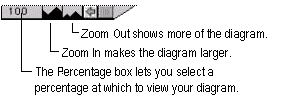 100
Zoom Out shows more of the diagram.
Zoom In makes the diagram larger.
The Percentage box lets you select a
percentage at which to view your diagram.